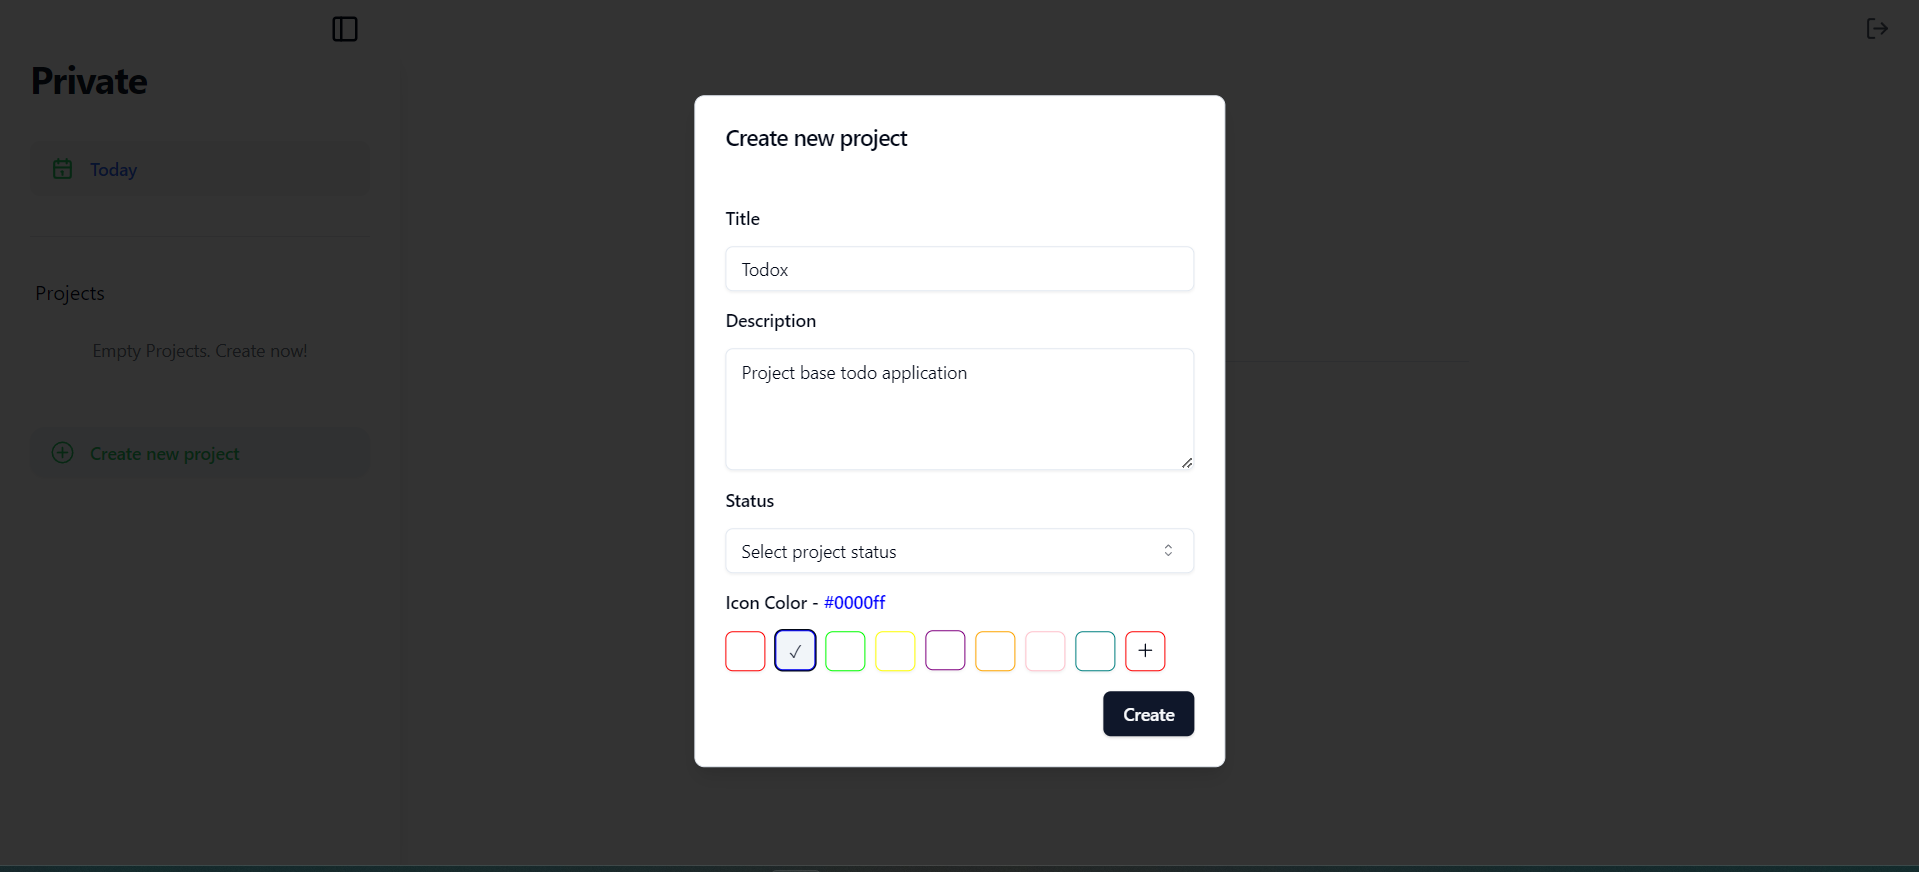 Private
Today
Projects
Empty Projects. Create now!
Create new project
Create new project
Title
Todox
Description
Project base todo application
Status
Select project status
Icon Color - #0000ff
Create